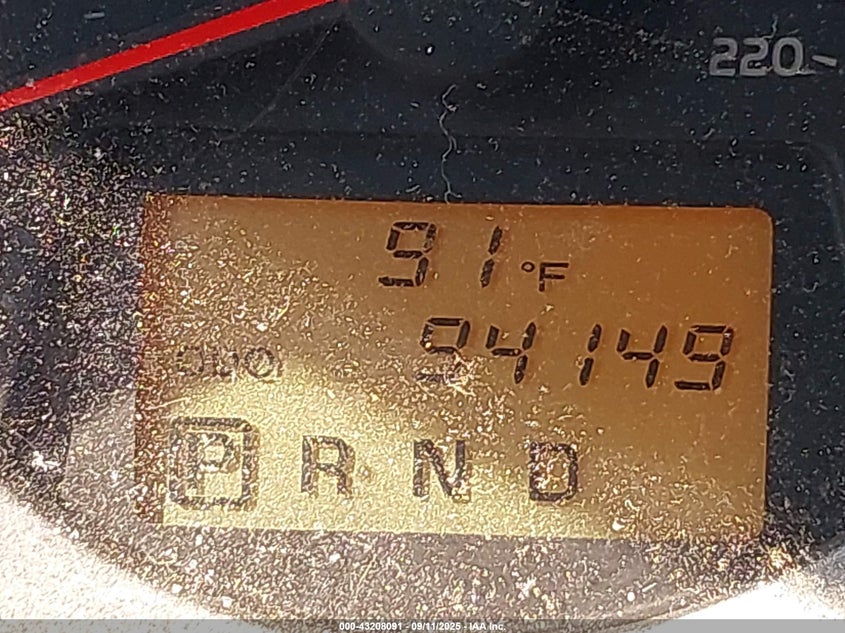 220
91 °F
ODO 94149
P R N D
000-43208091 - 09/11/2025 - IAA Inc.